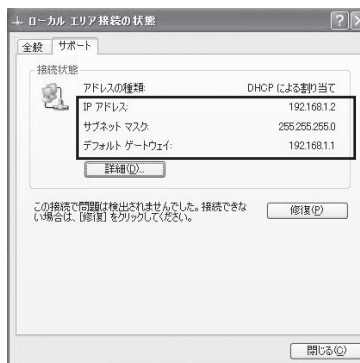 ローカル エリア接続の状態
全般 サポート
接続状態
アドレスの種類: DHCP による割り当て
IP アドレス: 192.168.1.2
サブネット マスク: 255.255.255.0
デフォルト ゲートウェイ: 192.168.1.1
詳細(D)...
この接続で問題は検出されませんでした。接続できな
い場合は、[修復] をクリックしてください。
修復(P)
閉じる(C)